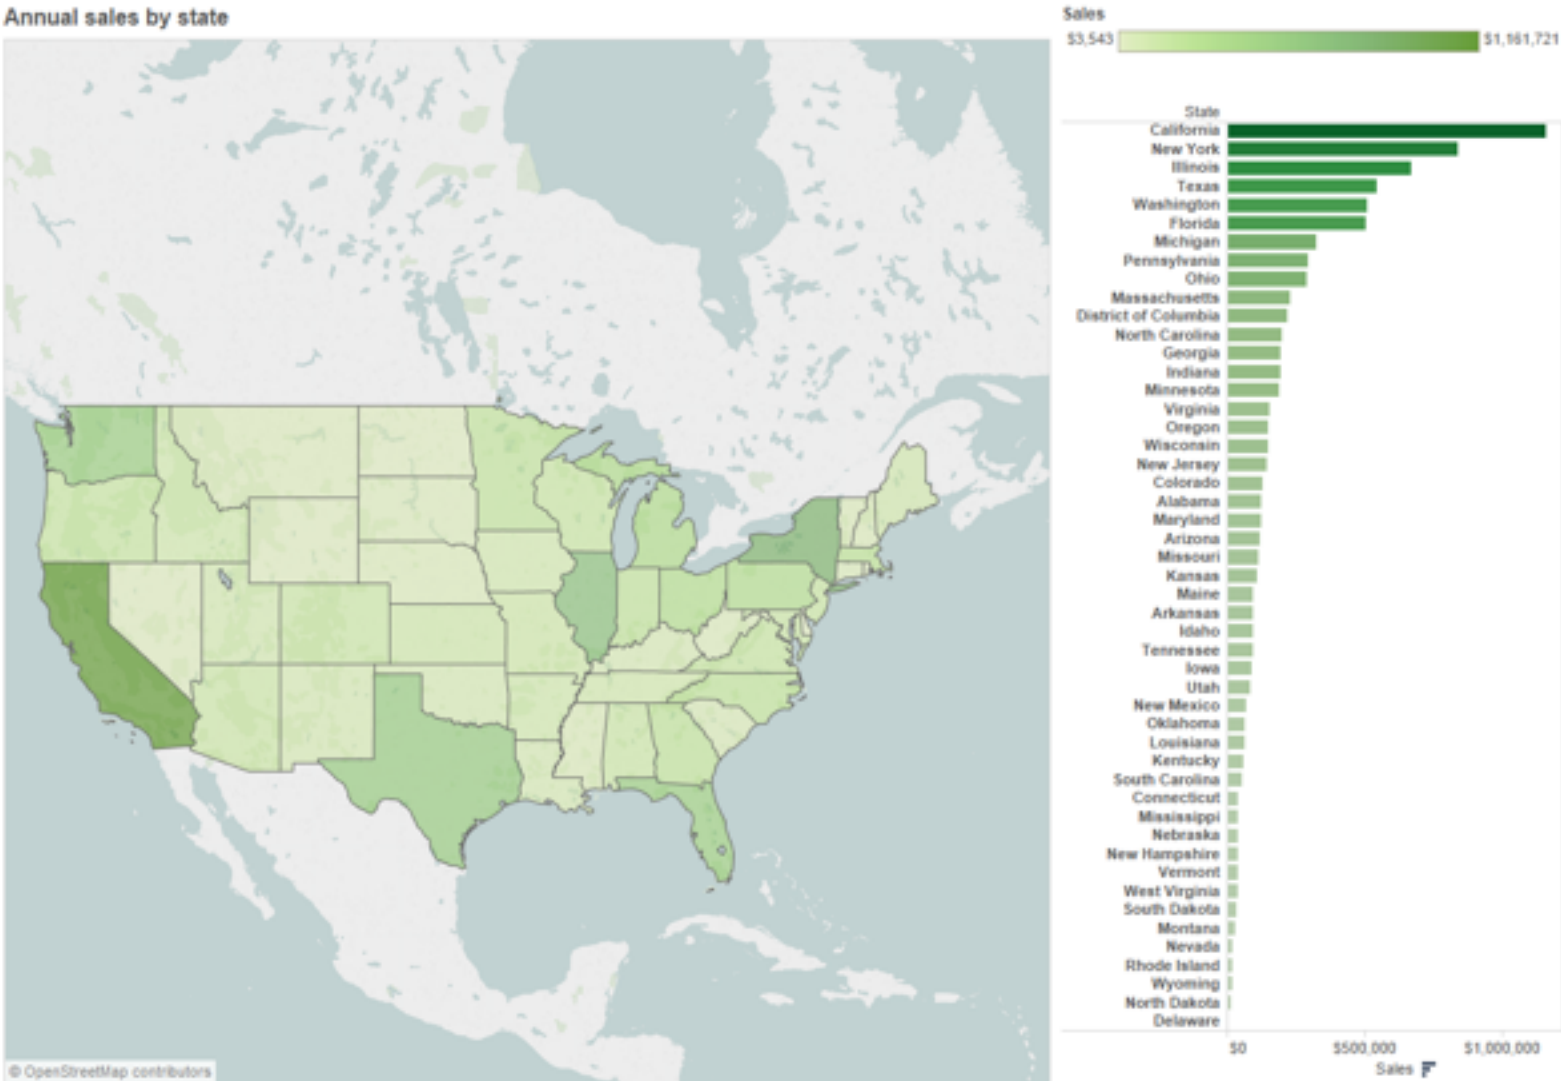 Annual sales by state
Sales
$3,543
$1,161,721
State
California
New York
Illinois
Texas
Washington
Florida
Michigan
Pennsylvania
Ohio
Massachusetts
District of Columbia
North Carolina
Georgia
Indiana
Minnesota
Virginia
Oregon
Wisconsin
New Jersey
Colorado
Alabama
Maryland
Arizona
Missouri
Kansas
Maine
Arkansas
Idaho
Tennessee
Iowa
Utah
New Mexico
Oklahoma
Louisiana
Kentucky
South Carolina
Connecticut
Mississippi
Nebraska
New Hampshire
Vermont
West Virginia
South Dakota
Montana
Nevada
Rhode Island
Wyoming
North Dakota
Delaware
$0 $500,000 $1,000,000
Sales
© OpenStreetMap contributors